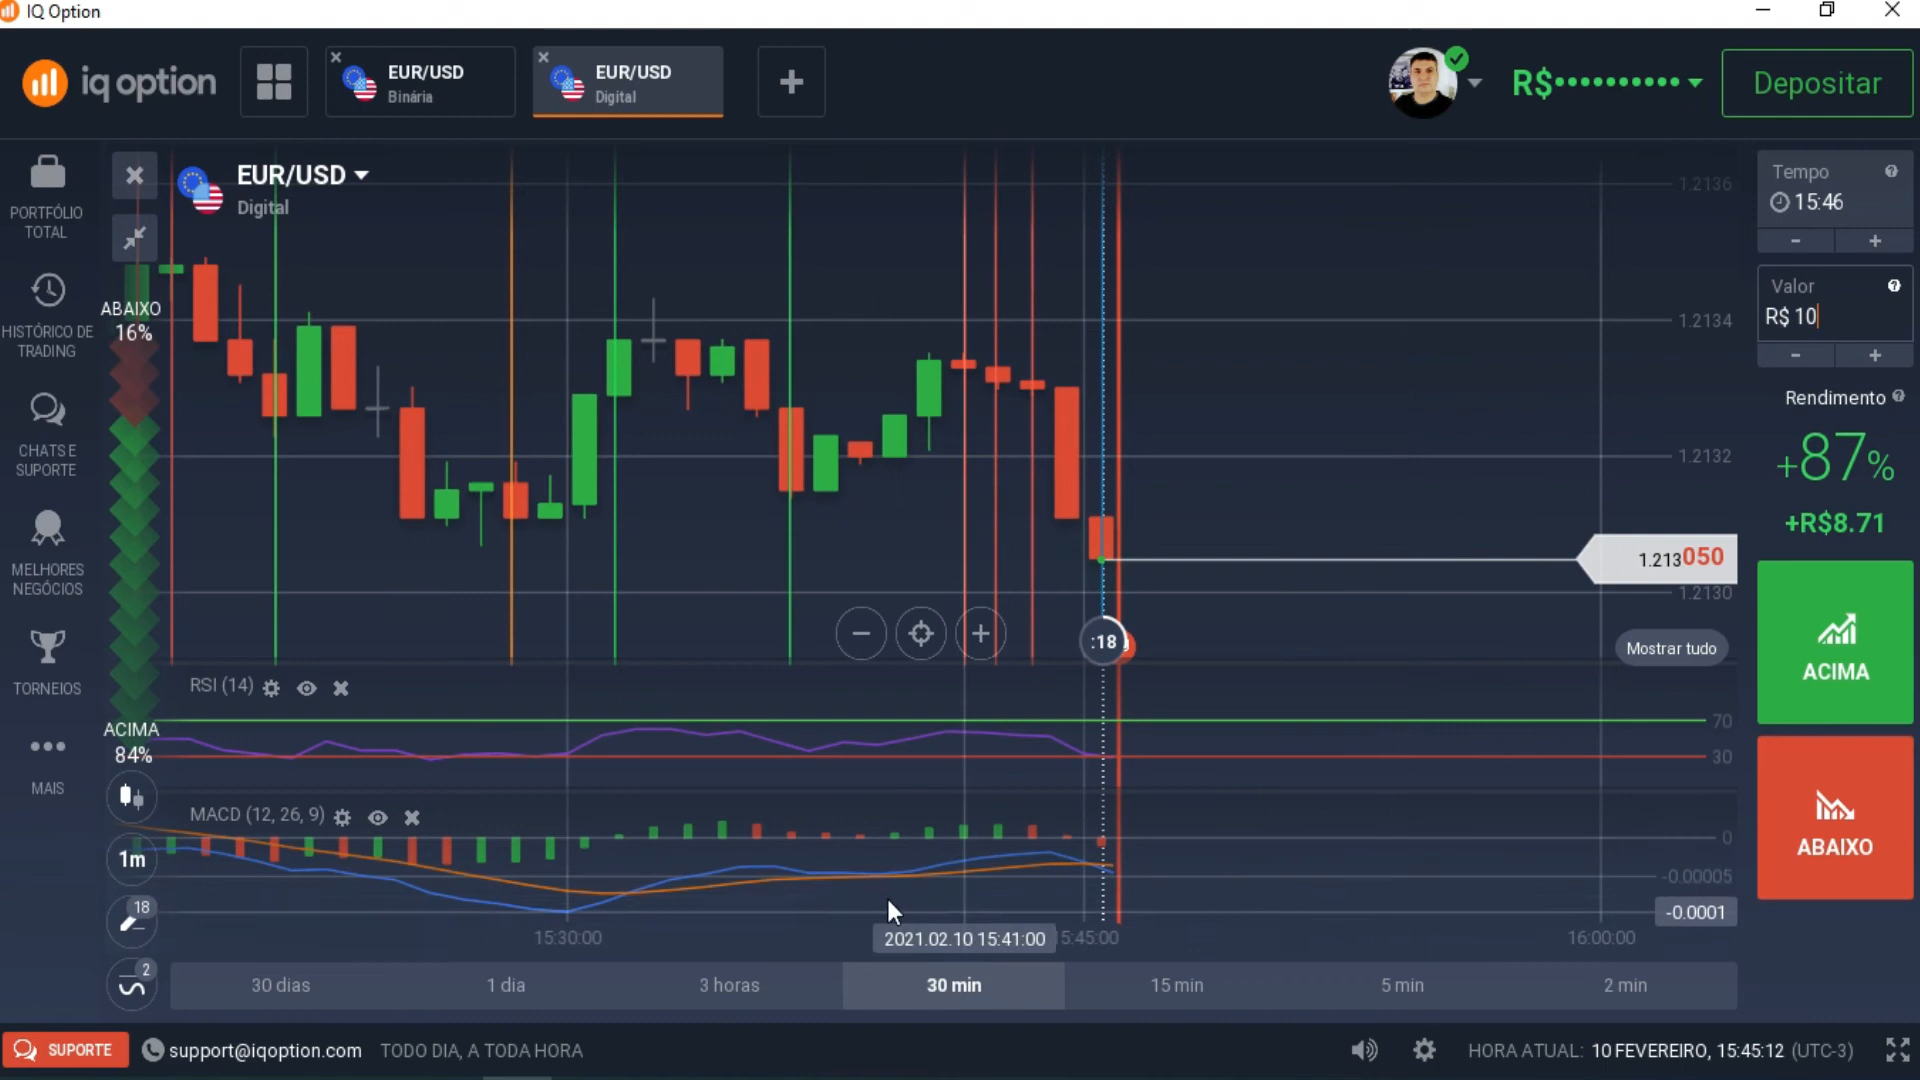 IQ Option
iq option
EUR/USD
Binária
EUR/USD
Digital
+
R$••••••••••
Depositar
PORTFÓLIO
TOTAL
HISTÓRICO DE
TRADING
CHATS E
SUPORTE
MELHORES
NEGÓCIOS
TORNEIOS
MAIS
EUR/USD
Digital
ABAIXO
16%
ACIMA
84%
1m
18
2
1.2136
1.2134
1.2132
1.213050
1.2130
:18
Mostrar tudo
RSI (14)
70
30
MACD (12, 26, 9)
0
-0.00005
-0.0001
15:30:00
2021.02.10 15:41:00
15:45:00
16:00:00
30 dias
1 dia
3 horas
30 min
15 min
5 min
2 min
Tempo
15:46
- +
Valor
R$ 10
- +
Rendimento
+87%
+R$8.71
ACIMA
ABAIXO
SUPORTE
support@iqoption.com
TODO DIA, A TODA HORA
HORA ATUAL: 10 FEVEREIRO, 15:45:12 (UTC-3)